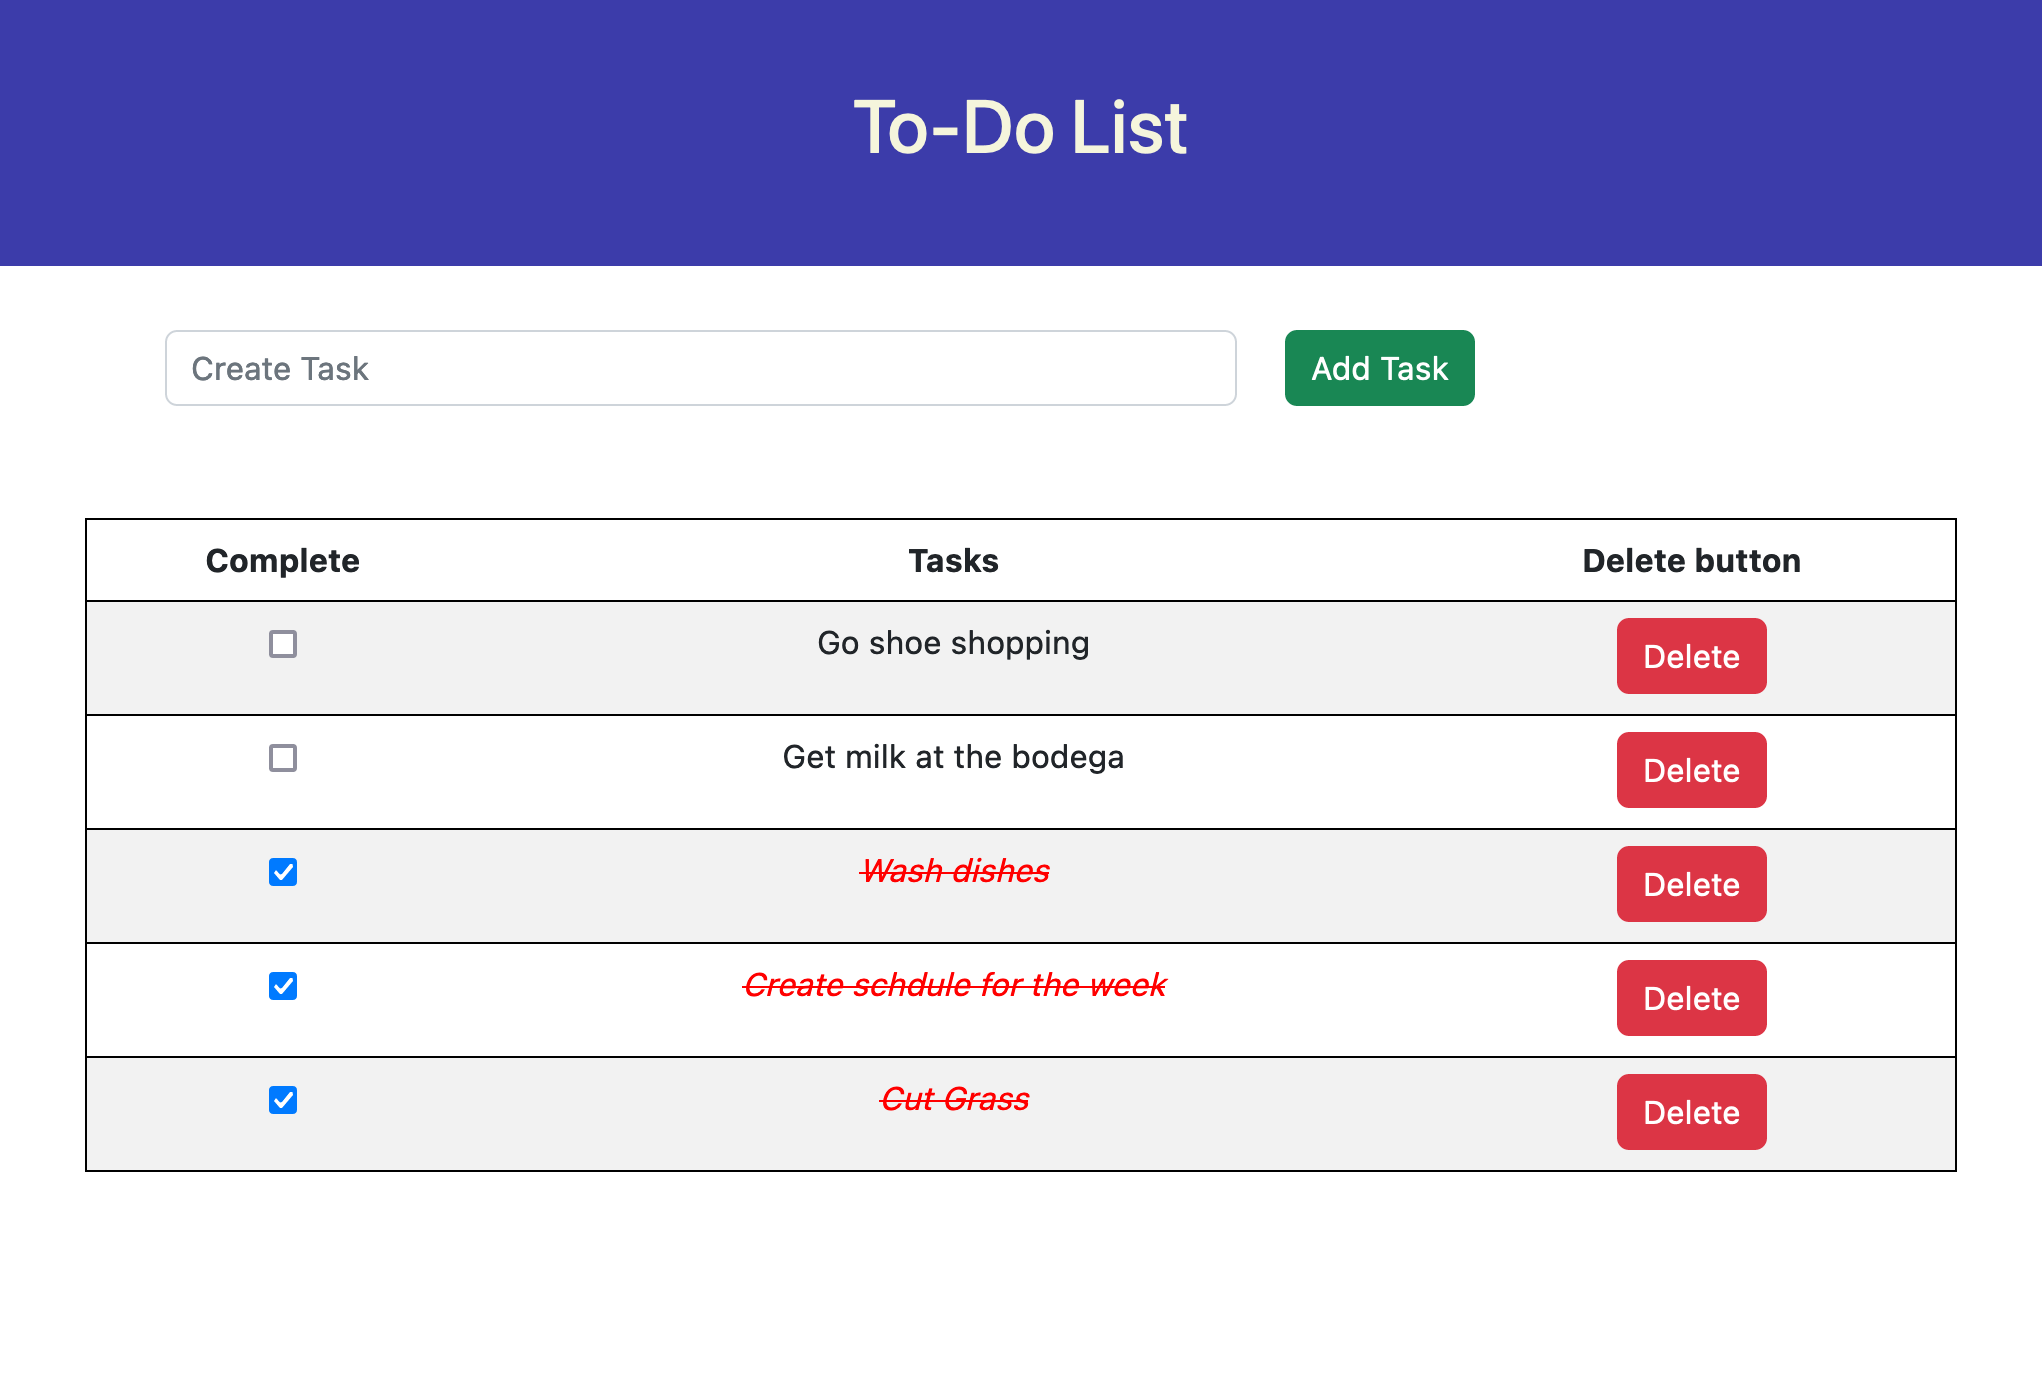 To-Do List
Create Task
Add Task
Complete Tasks Delete button
Go shoe shopping Delete
Get milk at the bodega Delete
Wash dishes Delete
Create schdule for the week Delete
Cut Grass Delete